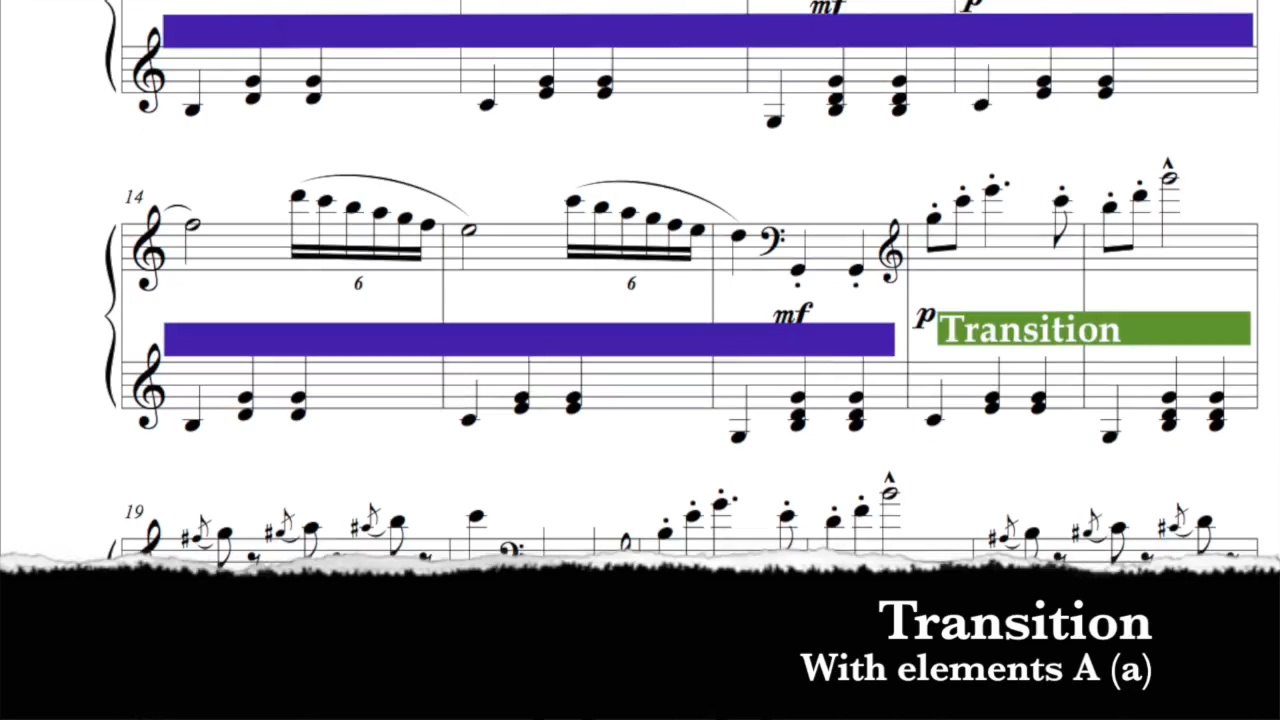 mf p
14
6 6
mf p Transition
19
Transition
With elements A (a)